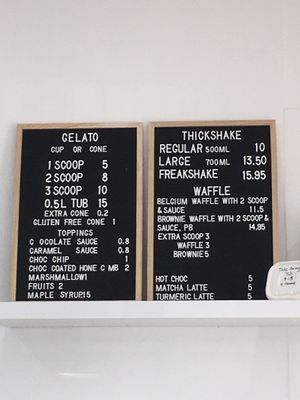 GELATO
CUP OR CONE
1 SCOOP 5
2 SCOOP 8
3 SCOOP 10
0.5L TUB 15
EXTRA CONE 0.2
GLUTEN FREE CONE 1
TOPPINGS
C OCOLATE SAUCE 0.8
CARAMEL SAUCE 0.8
CHOC CHIP 1
CHOC COATED HONE C MB 2
MARSHMALLOW1
FRUITS 2
MAPLE SYRUP.15
THICKSHAKE
REGULAR 500ML 10
LARGE 700ML 13.50
FREAKSHAKE 15.95
WAFFLE
BELGIUM WAFFLE WITH 2 SCOOP
& SAUCE 11.5
BROWNIE WAFFLE WITH 2 SCOOP &
SAUCE, PB 14.95
EXTRA SCOOP 3
WAFFLE 3
BROWNIE 5
HOT CHOC 5
MATCHA LATTE 5
TURMERIC LATTE 5